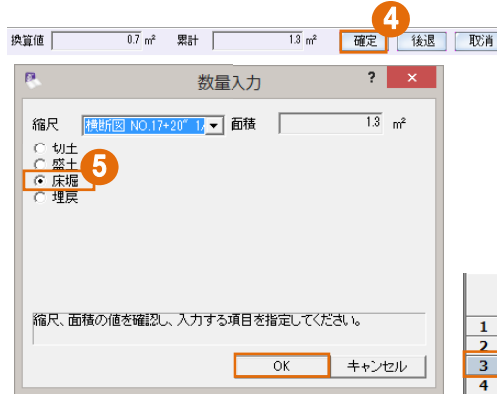 4
換算値 0.7 m² 累計 1.3 m² 確定 後退 取消
数量入力 ? ×
縮尺 横断図 NO.17+20" 1/ 面積 1.3 m²
切土
盛土
5
床堀
埋戻
縮尺、面積の値を確認し、入力する項目を指定してください。
OK キャンセル
1
2
3
4